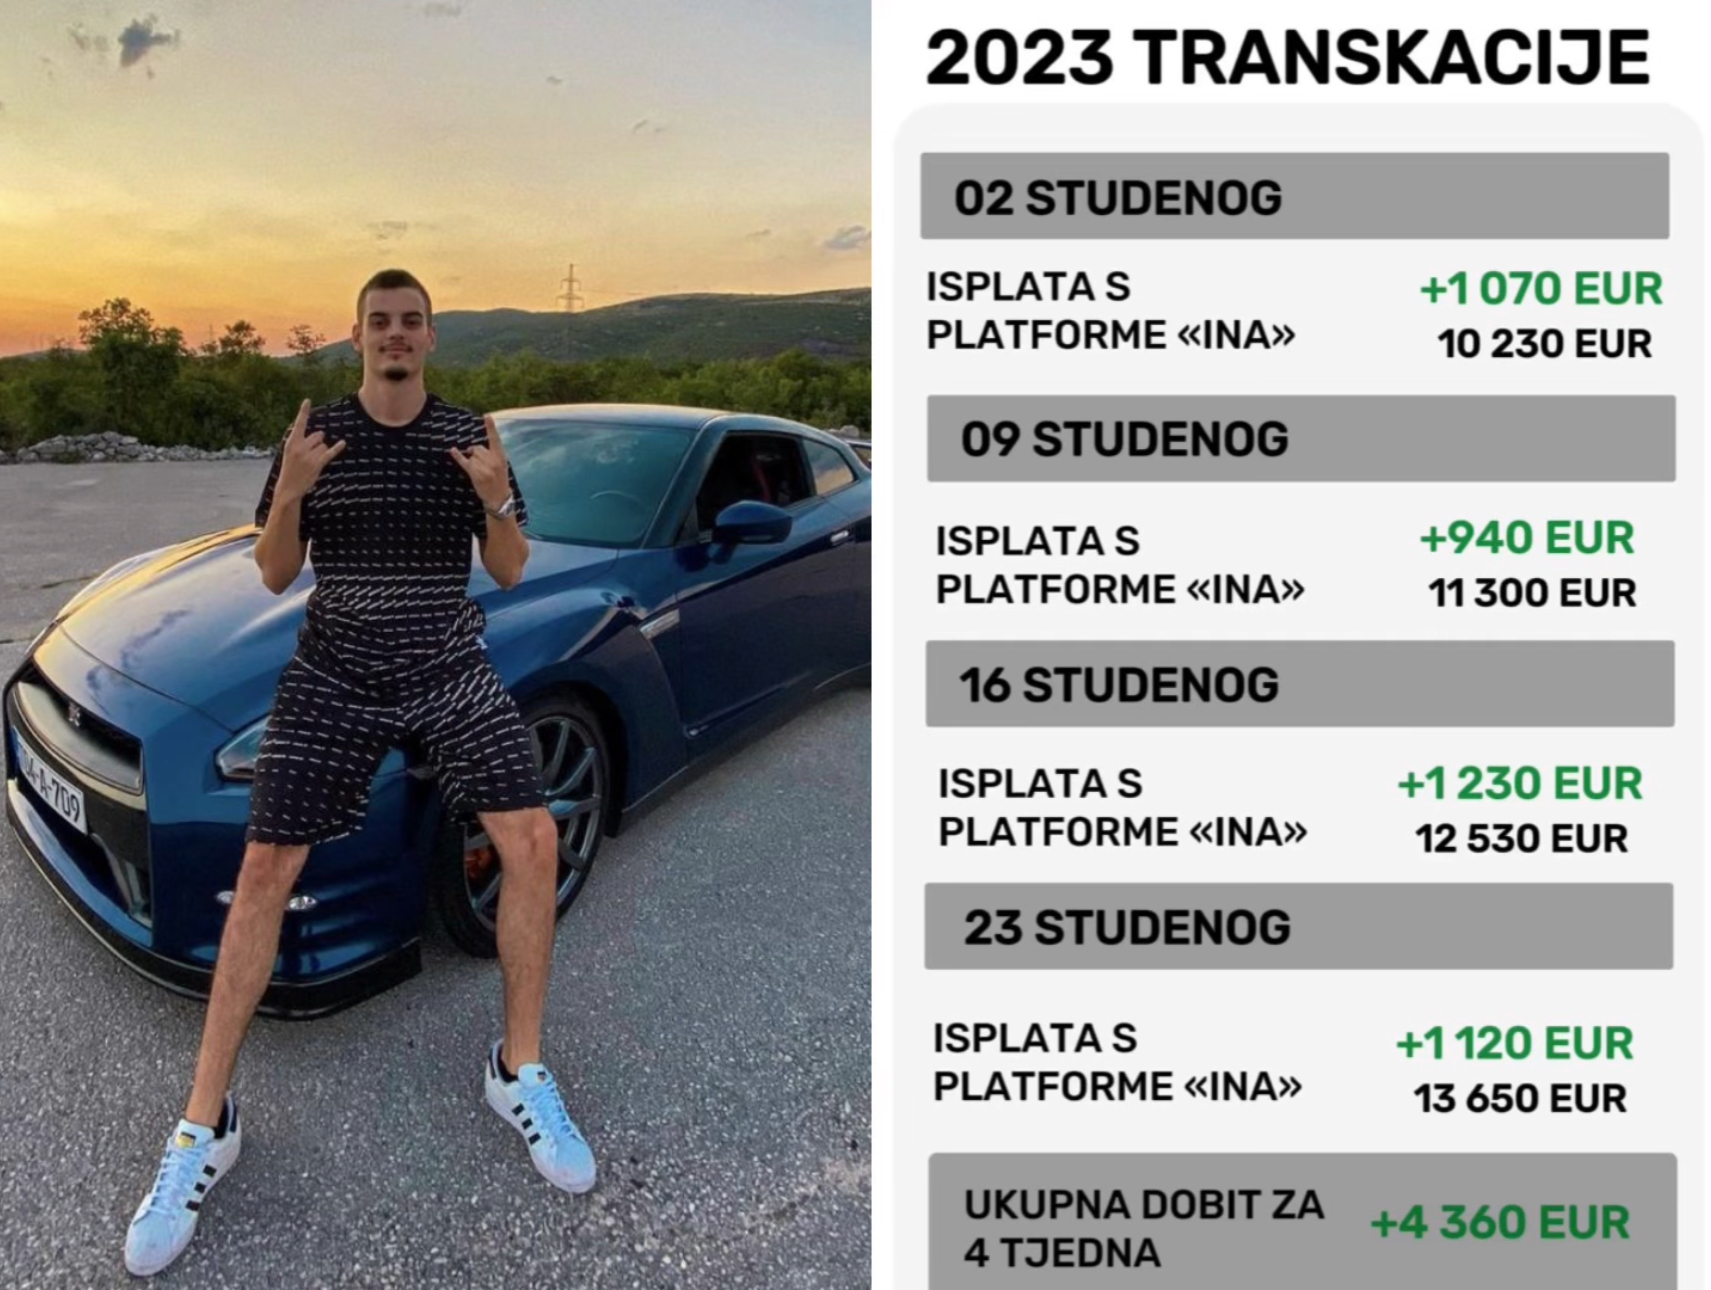 2023 TRANSKACIJE
02 STUDENOG
ISPLATA S
PLATFORME «INA»
+1 070 EUR
10 230 EUR
09 STUDENOG
ISPLATA S
PLATFORME «INA»
+940 EUR
11 300 EUR
16 STUDENOG
ISPLATA S
PLATFORME «INA»
+1 230 EUR
12 530 EUR
23 STUDENOG
ISPLATA S
PLATFORME «INA»
+1 120 EUR
13 650 EUR
UKUPNA DOBIT ZA
4 TJEDNA
+4 360 EUR
-A-709